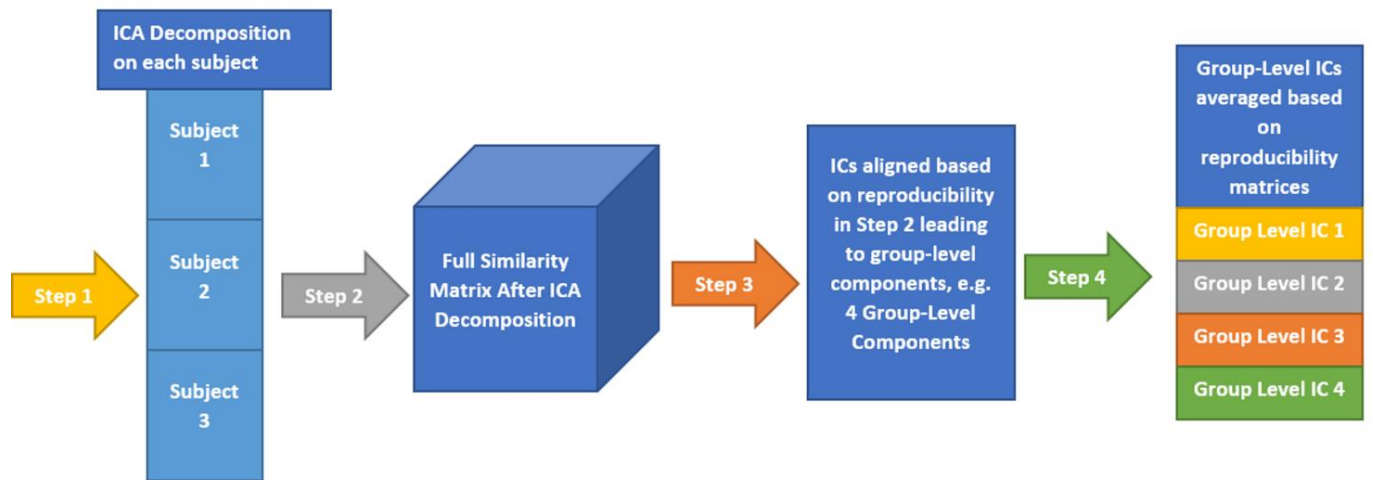 Step 1
ICA Decomposition
on each subject
Subject
1
Subject
2
Subject
3
Step 2
Full Similarity
Matrix After ICA
Decomposition
Step 3
ICs aligned based
on reproducibility
in Step 2 leading
to group-level
components, e.g.
4 Group-Level
Components
Step 4
Group-Level ICs
averaged based
on
reproducibility
matrices
Group Level IC 1
Group Level IC 2
Group Level IC 3
Group Level IC 4